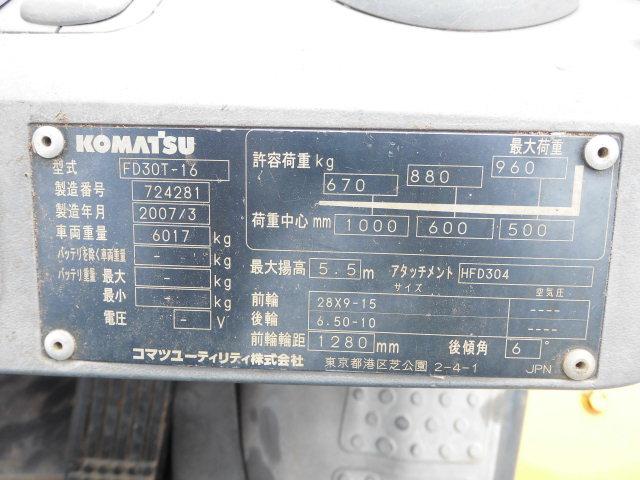 KOMATSU
型式 FD30T-16
製造番号 724281
製造年月 2007/3
車両重量 6017 kg
バッテリを除く車両重量 - kg
バッテリ重量 最大 - kg
最小 - kg
電圧 - V
コマツユーティリティ株式会社
許容荷重 kg 最大荷重
670 880 960
荷重中心 mm 1000 600 500
最大揚高 5.5 m アタッチメント HFD304
サイズ 空気圧
前輪 28X9-15 ----
後輪 6.50-10 ----
前輪輪距 1280 mm 後傾角 6 °
東京都港区芝公園 2-4-1 JPN